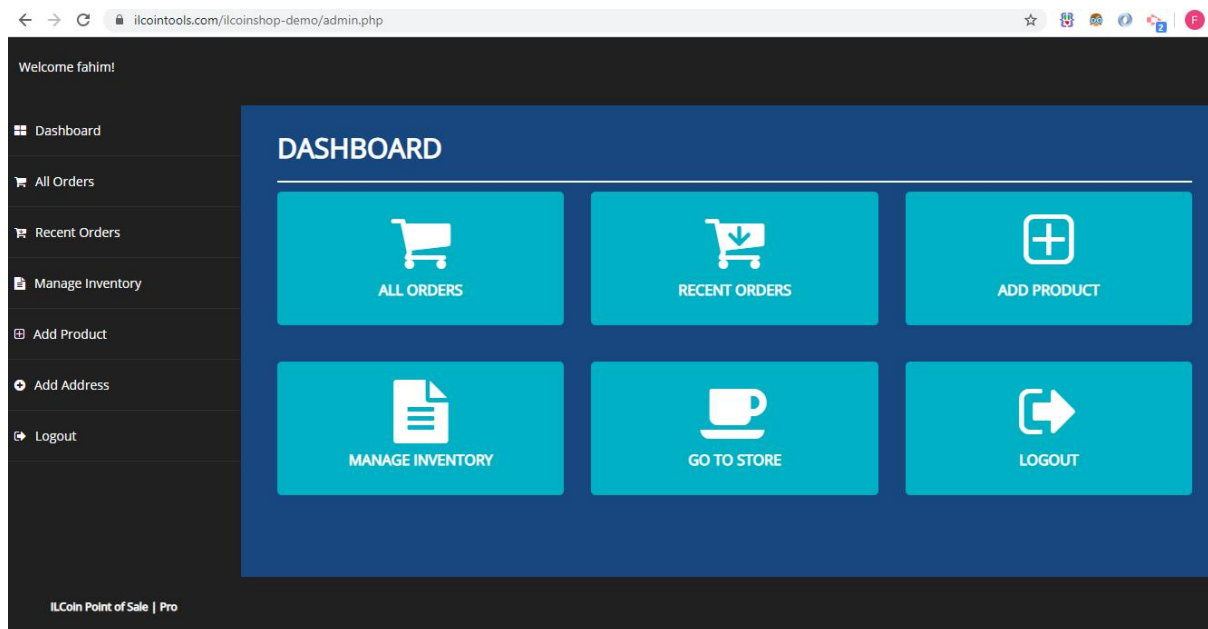 ilcointools.com/ilcoinshop-demo/admin.php
2
F
Welcome fahim!
Dashboard
All Orders
Recent Orders
Manage Inventory
Add Product
Add Address
Logout
DASHBOARD
ALL ORDERS
RECENT ORDERS
ADD PRODUCT
MANAGE INVENTORY
GO TO STORE
LOGOUT
ILCoin Point of Sale | Pro